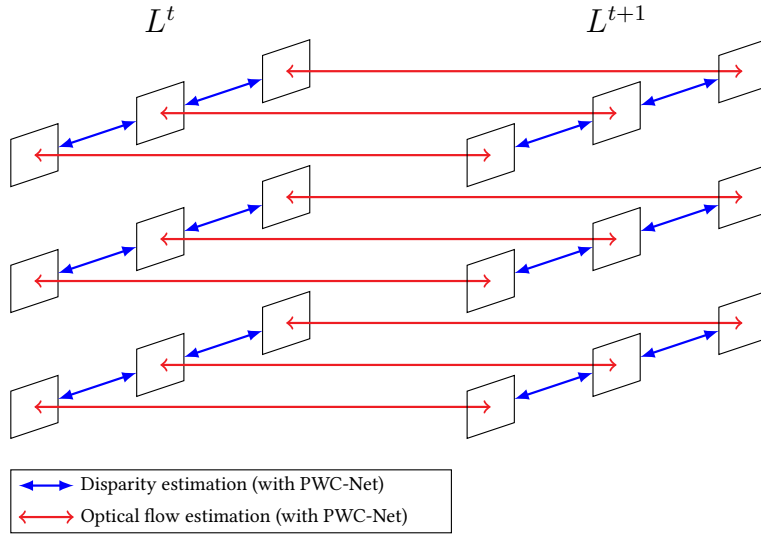 L^t
L^{t+1}
Disparity estimation (with PWC-Net)
Optical flow estimation (with PWC-Net)